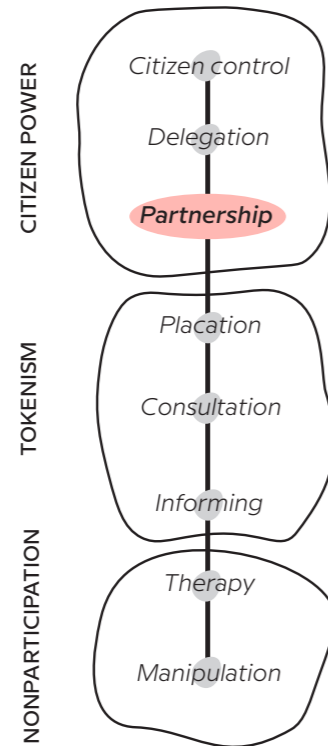 CITIZEN POWER
Citizen control
Delegation
Partnership
TOKENISM
Placation
Consultation
Informing
NONPARTICIPATION
Therapy
Manipulation